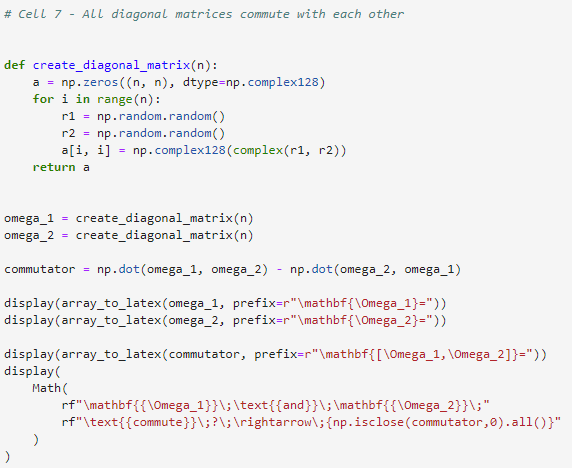 # Cell 7 - All diagonal matrices commute with each other
def create_diagonal_matrix(n):
    a = np.zeros((n, n), dtype=np.complex128)
    for i in range(n):
        r1 = np.random.random()
        r2 = np.random.random()
        a[i, i] = np.complex128(complex(r1, r2))
    return a
omega_1 = create_diagonal_matrix(n)
omega_2 = create_diagonal_matrix(n)
commutator = np.dot(omega_1, omega_2) - np.dot(omega_2, omega_1)
display(array_to_latex(omega_1, prefix=r"\mathbf{\Omega_1}="))
display(array_to_latex(omega_2, prefix=r"\mathbf{\Omega_2}="))
display(array_to_latex(commutator, prefix=r"\mathbf{[\Omega_1,\Omega_2]}="))
display(
    Math(
        rf"\mathbf{{\Omega_1}}\;\text{{and}}\;\mathbf{{\Omega_2}}\;"
        rf"\text{{commute}}\;?\;\rightarrow\;{np.isclose(commutator,0).all()}"
    )
)